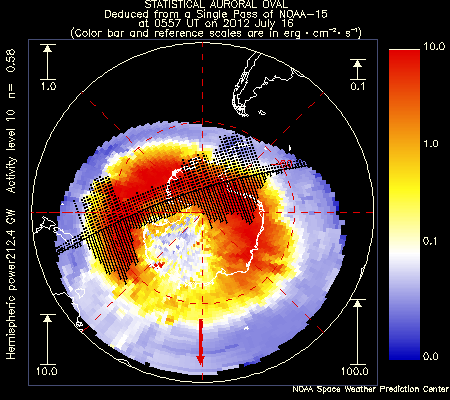 STATISTICAL AURORAL OVAL
Deduced from a Single Pass of NOAA-15
at 0557 UT on 2012 July 16
(Color bar and reference scales are in erg · cm⁻² · s⁻¹)
Hemispheric power212.4 GW Activity level 10 n= 0.58
1.0
0.1
10.0
100.0
10.0
1.0
0.1
0.0
NOAA Space Weather Prediction Center